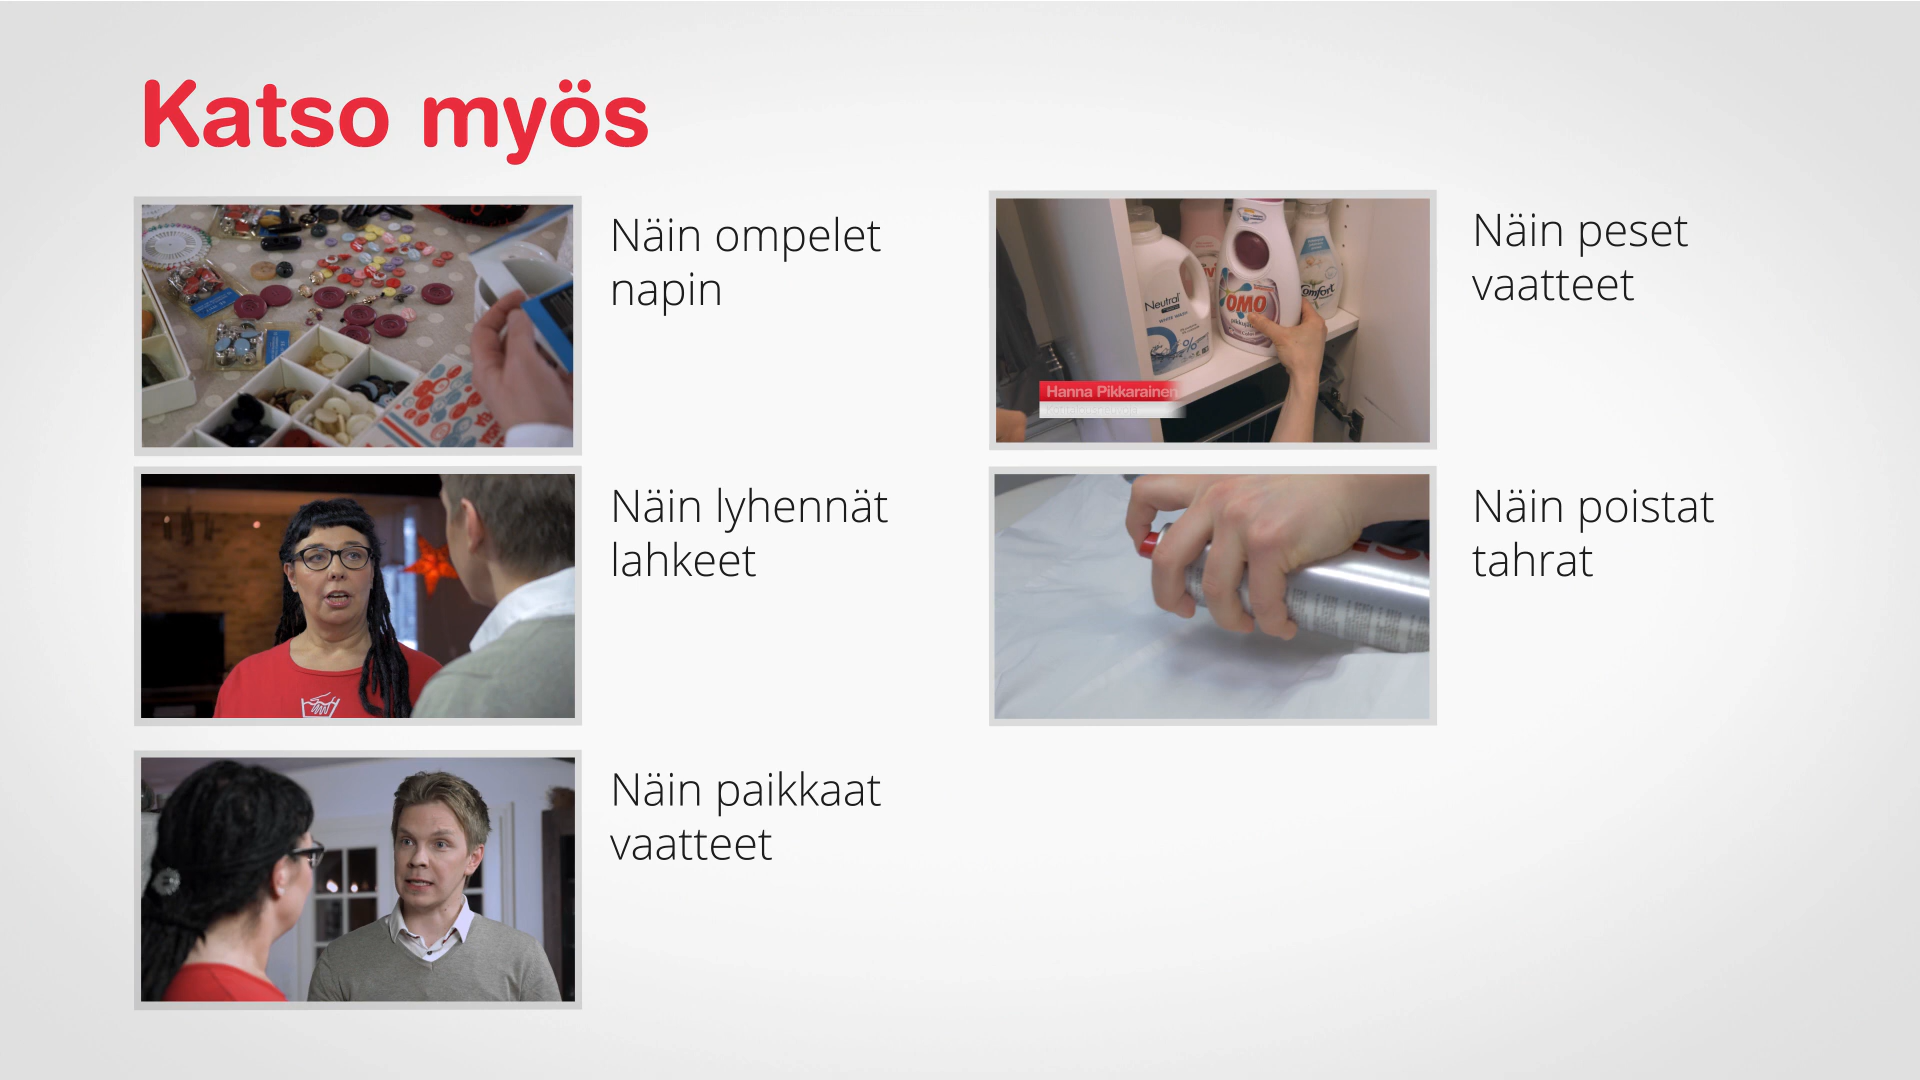 Katso myös
Näin ompelet
napin
Näin lyhennät
lahkeet
Näin paikkaat
vaatteet
Näin peset
vaatteet
Neutral
OMO
Comfort
%
Hanna Pikkarainen
Näin poistat
tahrat